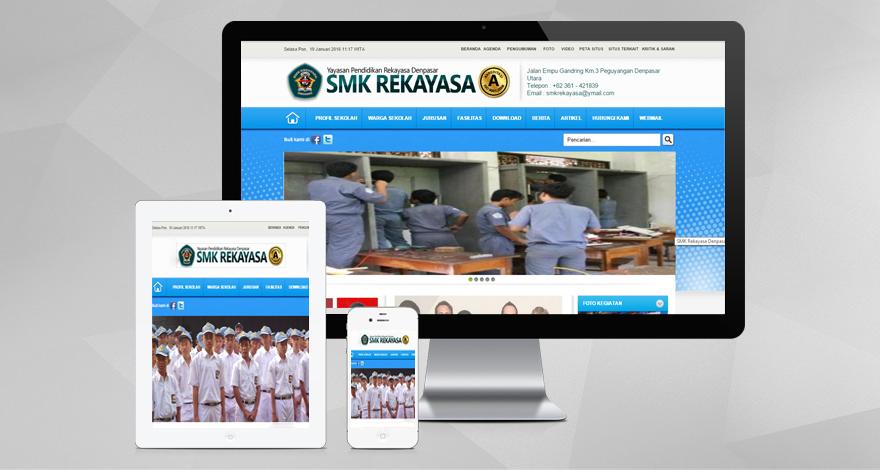 Selasa Pon, 19 Januari 2016 11:17 WITA
BERANDA AGENDA PENGUMUMAN FOTO VIDEO PETA SITUS SITUS TERKAIT KRITIK & SARAN
Yayasan Pendidikan Rekayasa Denpasar
SMK REKAYASA
A
Jalan Empu Gandring Km.3 Peguyangan Denpasar
Utara
Telepon : +62 361 - 421839
Email : smkrekayasa@ymail.com
PROFIL SEKOLAH WARGA SEKOLAH JURUSAN FASILITAS DOWNLOAD BERITA ARTIKEL HUBUNGI KAMI WEBMAIL
Ikuti kami di
Pencarian...
SMK Rekayasa Denpasa
FOTO KEGIATAN
Selasa Pon, 19 Januari 2016 11:17 WITA
BERANDA AGENDA PENGU
Yayasan Pendidikan Rekayasa Denpasar
SMK REKAYASA
A
PROFIL SEKOLAH WARGA SEKOLAH JURUSAN FASILITAS DOWNLOAD
Ikuti kami di
SMK REKAYASA